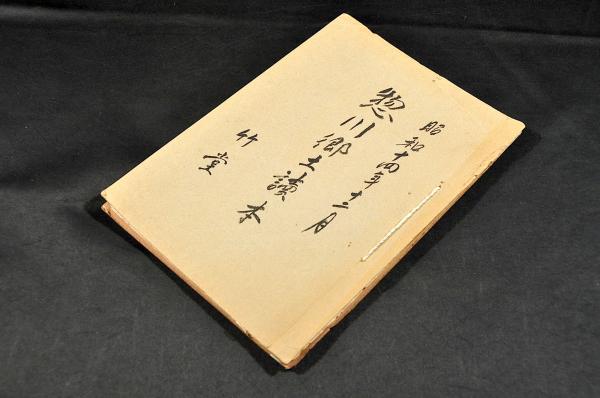 昭和十四年十二月
惣川郷土讀本
竹堂